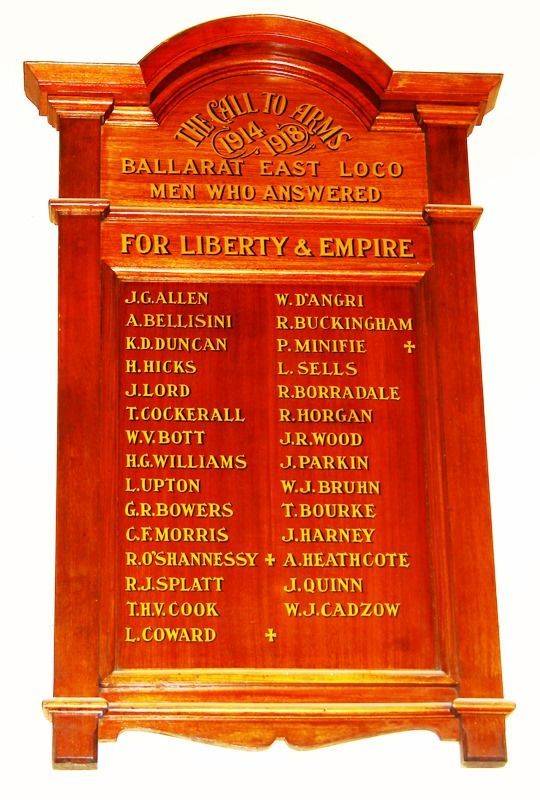 THE CALL TO ARMS
1914 1918
BALLARAT EAST LOCO
MEN WHO ANSWERED
FOR LIBERTY & EMPIRE
J.G.ALLEN
A.BELLISINI
K.D.DUNCAN
H.HICKS
J.LORD
T.COCKERALL
W.V.BOTT
H.G.WILLIAMS
L.UPTON
G.R.BOWERS
C.F.MORRIS
R.O'SHANNESSY ✠
R.J.SPLATT
T.H.V.COOK
L.COWARD ✠
W.D'ANGRI
R.BUCKINGHAM
P.MINIFIE ✠
L.SELLS
R.BORRADALE
R.HORGAN
J.R.WOOD
J.PARKIN
W.J.BRUHN
T.BOURKE
J.HARNEY
A.HEATHCOTE
J.QUINN
W.J.CADZOW